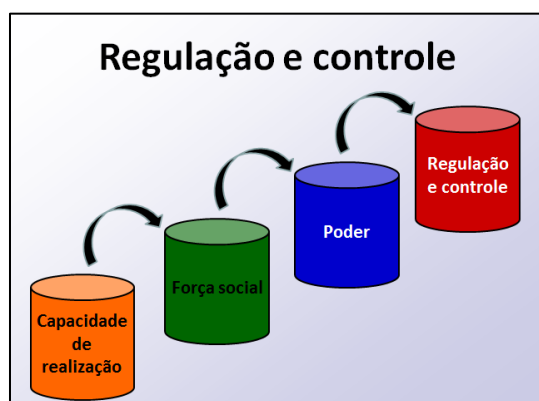 Regulação e controle
Regulação
e controle
Poder
Força social
Capacidade
de
realização